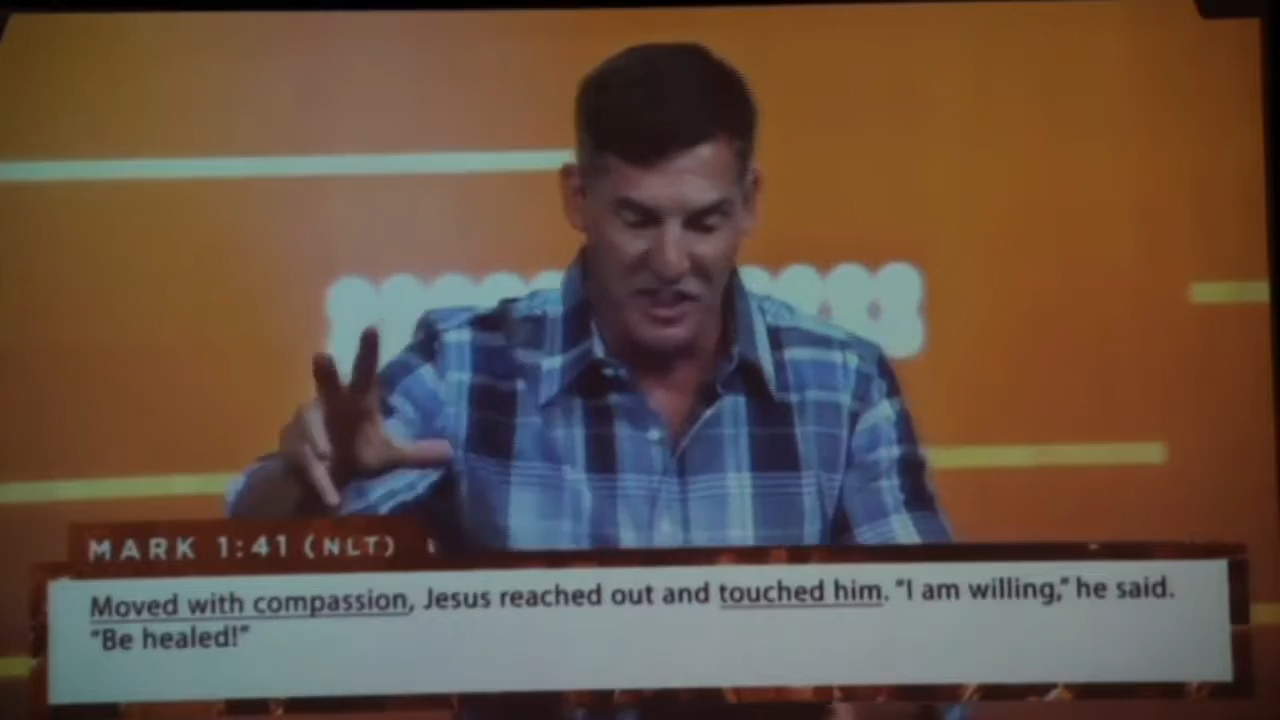 MARK 1:41 (NLT)
Moved with compassion, Jesus reached out and touched him. “I am willing,” he said.
“Be healed!”